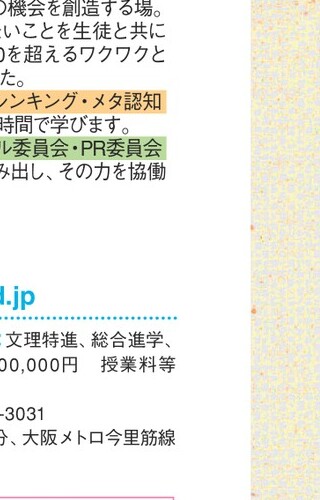 の機会を創造する場。
いことを生徒と共に
0を超えるワクワクと
た。
シンキング・メタ認知
時間で学びます。
ル委員会・PR委員会
み出し、その力を協働
d.jp
文理特進、総合進学、
00,000円 授業料等
-3031
分、大阪メトロ今里筋線